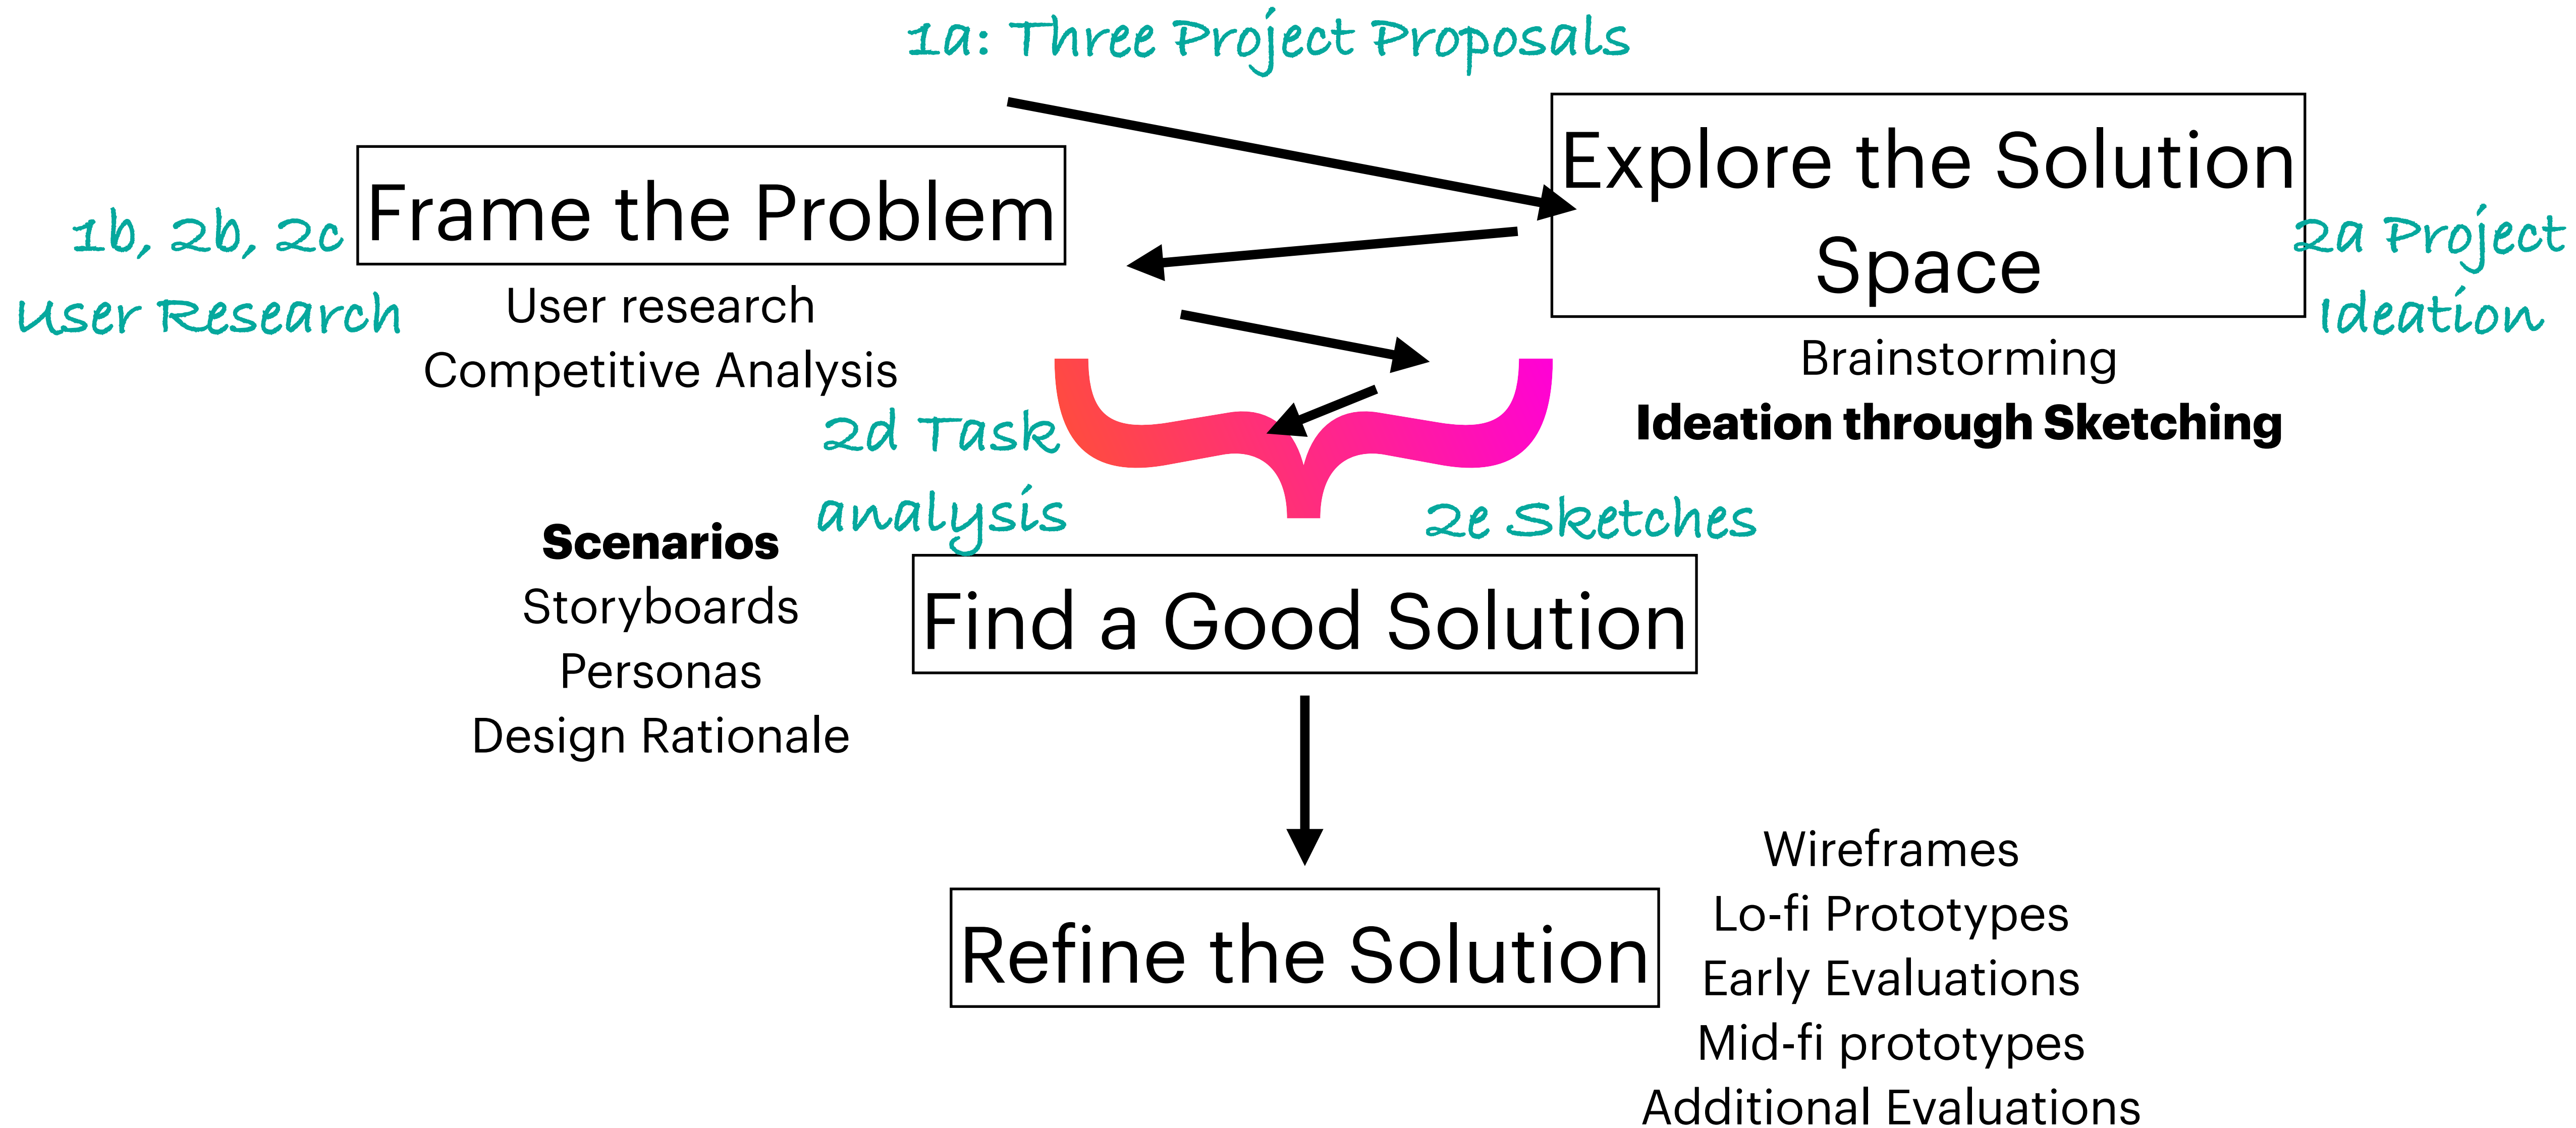 1a: Three Project Proposals
Frame the Problem
1b, 2b, 2c
User Research
User research
Competitive Analysis
Explore the Solution
Space
2a Project
Ideation
Brainstorming
Ideation through Sketching
2d Task
analysis
2e Sketches
Scenarios
Storyboards
Personas
Design Rationale
Find a Good Solution
Refine the Solution
Wireframes
Lo-fi Prototypes
Early Evaluations
Mid-fi prototypes
Additional Evaluations